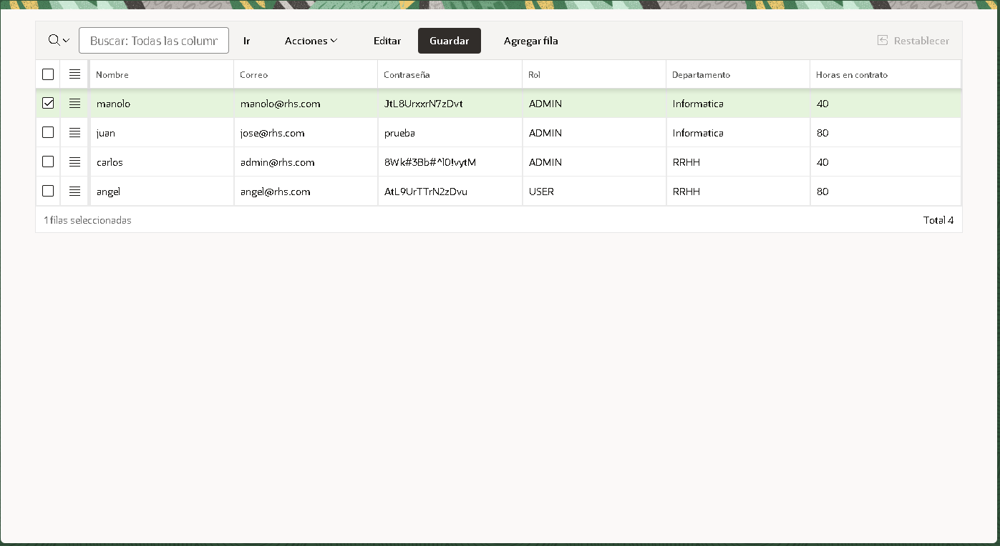 Buscar: Todas las column Ir Acciones Editar Guardar Agregar fila Restablecer
Nombre Correo Contraseña Rol Departamento Horas en contrato
manolo manolo@rhs.com JtL8UrxxrN7zDvt ADMIN Informatica 40
juan jose@rhs.com prueba ADMIN Informatica 80
carlos admin@rhs.com 8Wk#3Bb#^l0!vytM ADMIN RRHH 40
angel angel@rhs.com AtL9UrTTrN2zDvu USER RRHH 80
1 filas seleccionadas Total 4